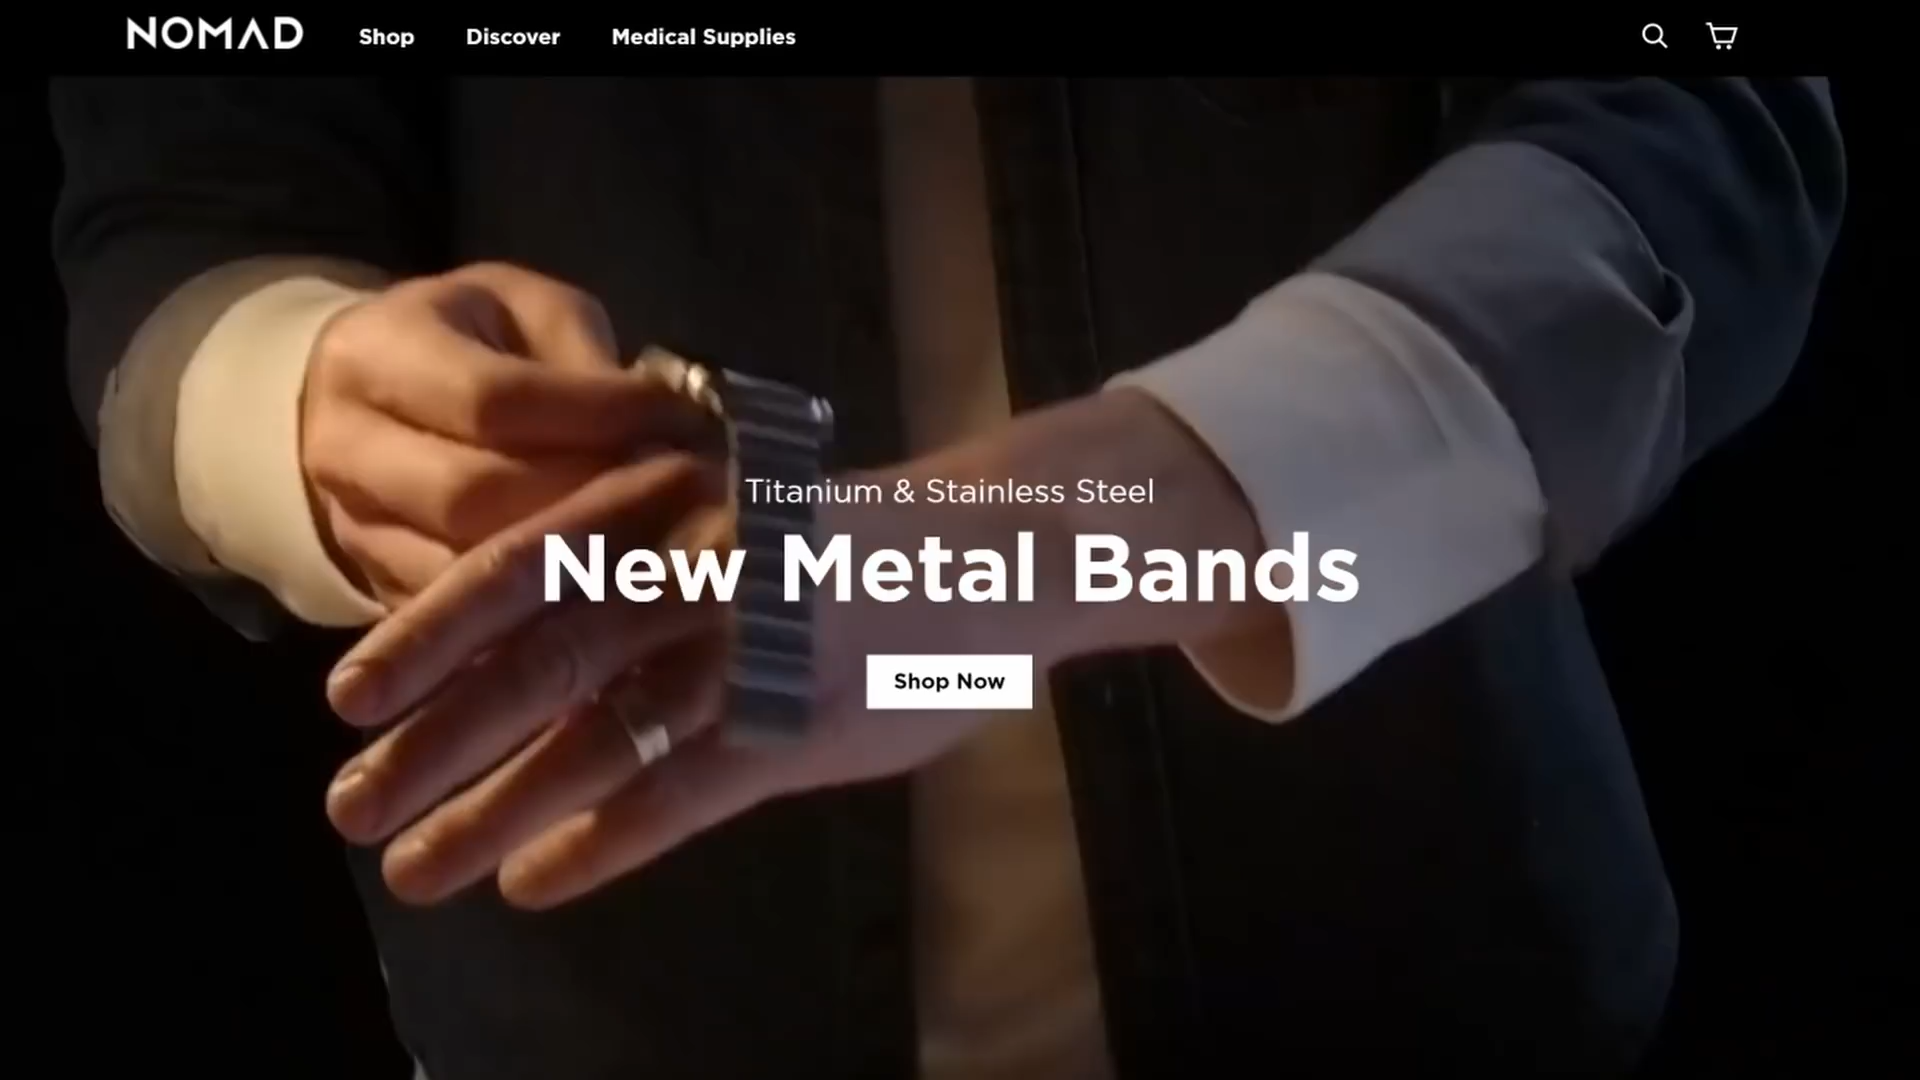 NOMAD
Shop
Discover
Medical Supplies
Titanium & Stainless Steel
New Metal Bands
Shop Now